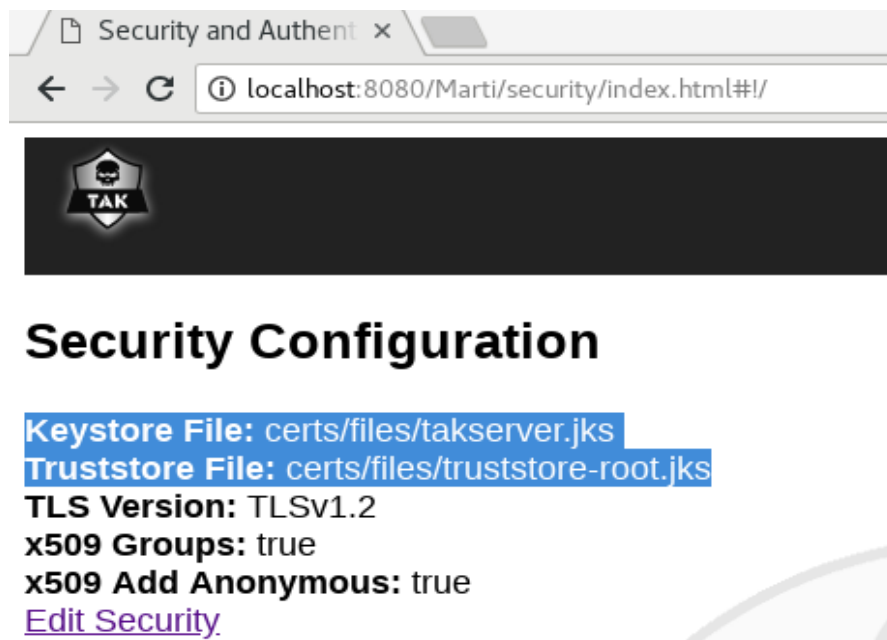 Security and Authent
localhost:8080/Marti/security/index.html#!/
TAK
Security Configuration
Keystore File: certs/files/takserver.jks
Truststore File: certs/files/truststore-root.jks
TLS Version: TLSv1.2
x509 Groups: true
x509 Add Anonymous: true
Edit Security